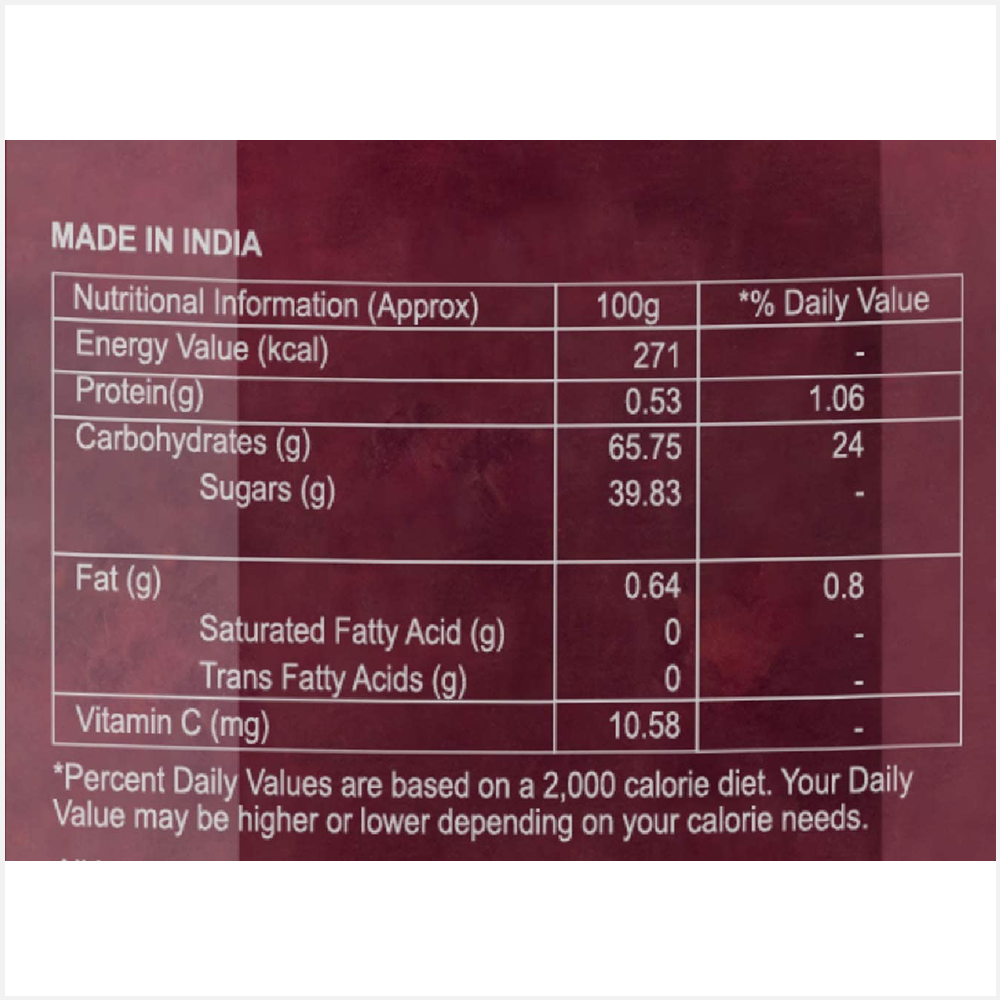 MADE IN INDIA
Nutritional Information (Approx) 100g *% Daily Value
Energy Value (kcal) 271 -
Protein(g) 0.53 1.06
Carbohydrates (g) 65.75 24
Sugars (g) 39.83 -
Fat (g) 0.64 0.8
Saturated Fatty Acid (g) 0 -
Trans Fatty Acids (g) 0 -
Vitamin C (mg) 10.58 -
*Percent Daily Values are based on a 2,000 calorie diet. Your Daily
Value may be higher or lower depending on your calorie needs.